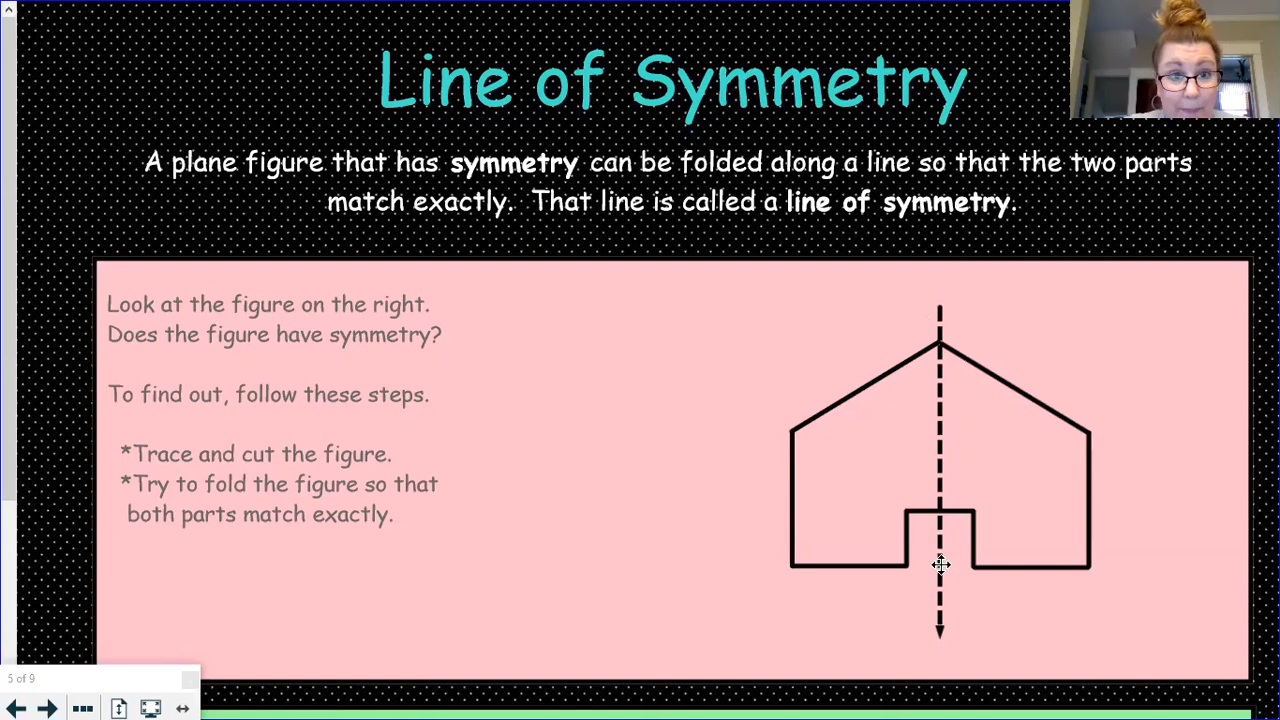 Line of Symmetry
A plane figure that has symmetry can be folded along a line so that the two parts
match exactly. That line is called a line of symmetry.
Look at the figure on the right.
Does the figure have symmetry?
To find out, follow these steps.
*Trace and cut the figure.
*Try to fold the figure so that
both parts match exactly.
5 of 9